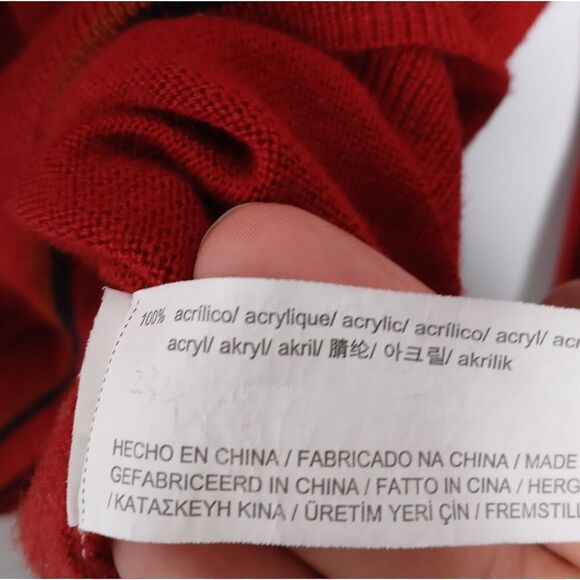 100% acrílico/ acrylique/ acrylic/ acrílico/ acryl/
acryl/ akryl/ akril/ 腈纶/ 아크릴/ akrilik
HECHO EN CHINA / FABRICADO NA CHINA / MADE
GEFABRICEERD IN CHINA / FATTO IN CINA /
/ ΚΑΤΑΣΚΕΥΗ ΚΙΝΑ / ÜRETİM YERİ ÇİN /